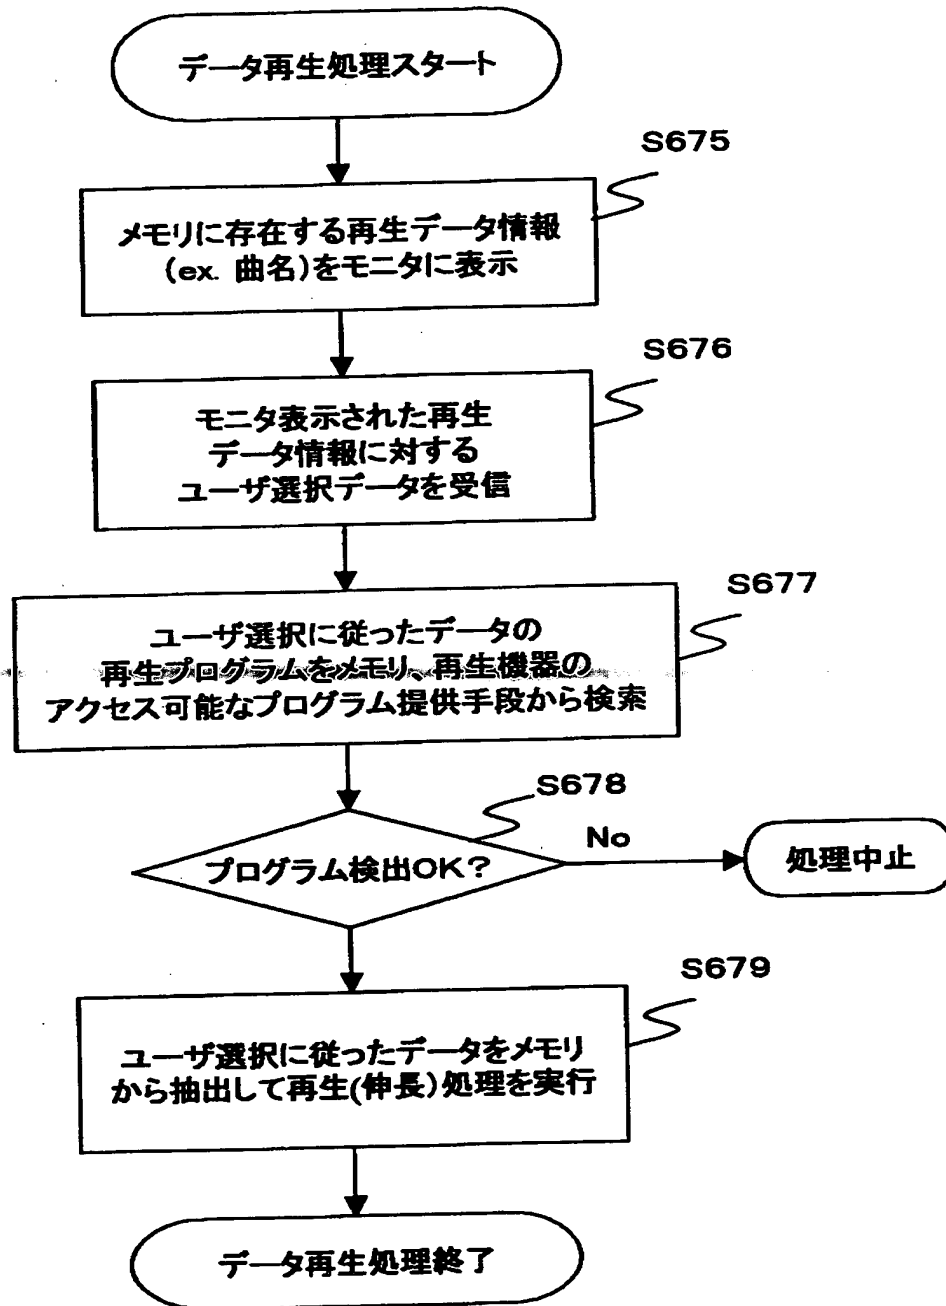 データ再生処理スタート
S675
メモリに存在する再生データ情報
(ex. 曲名)をモニタに表示
S676
モニタ表示された再生
データ情報に対する
ユーザ選択データを受信
S677
ユーザ選択に従ったデータの
再生プログラムをメモリ、再生機器の
アクセス可能なプログラム提供手段から検索
S678
プログラム検出OK?
No
処理中止
S679
ユーザ選択に従ったデータをメモリ
から抽出して再生(伸長)処理を実行
データ再生処理終了